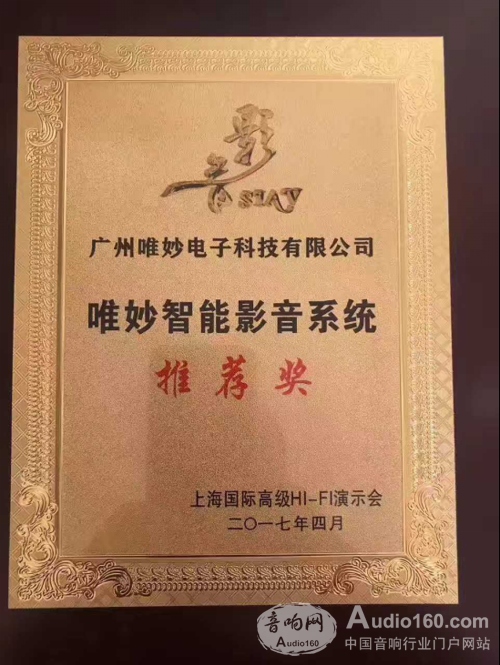 影音
SIAV
广州唯妙电子科技有限公司
唯妙智能影音系统
推荐奖
上海国际高级HI-FI演示会
二〇一七年四月
音响网
Audio160
Audio160.com
中国音响行业门户网站